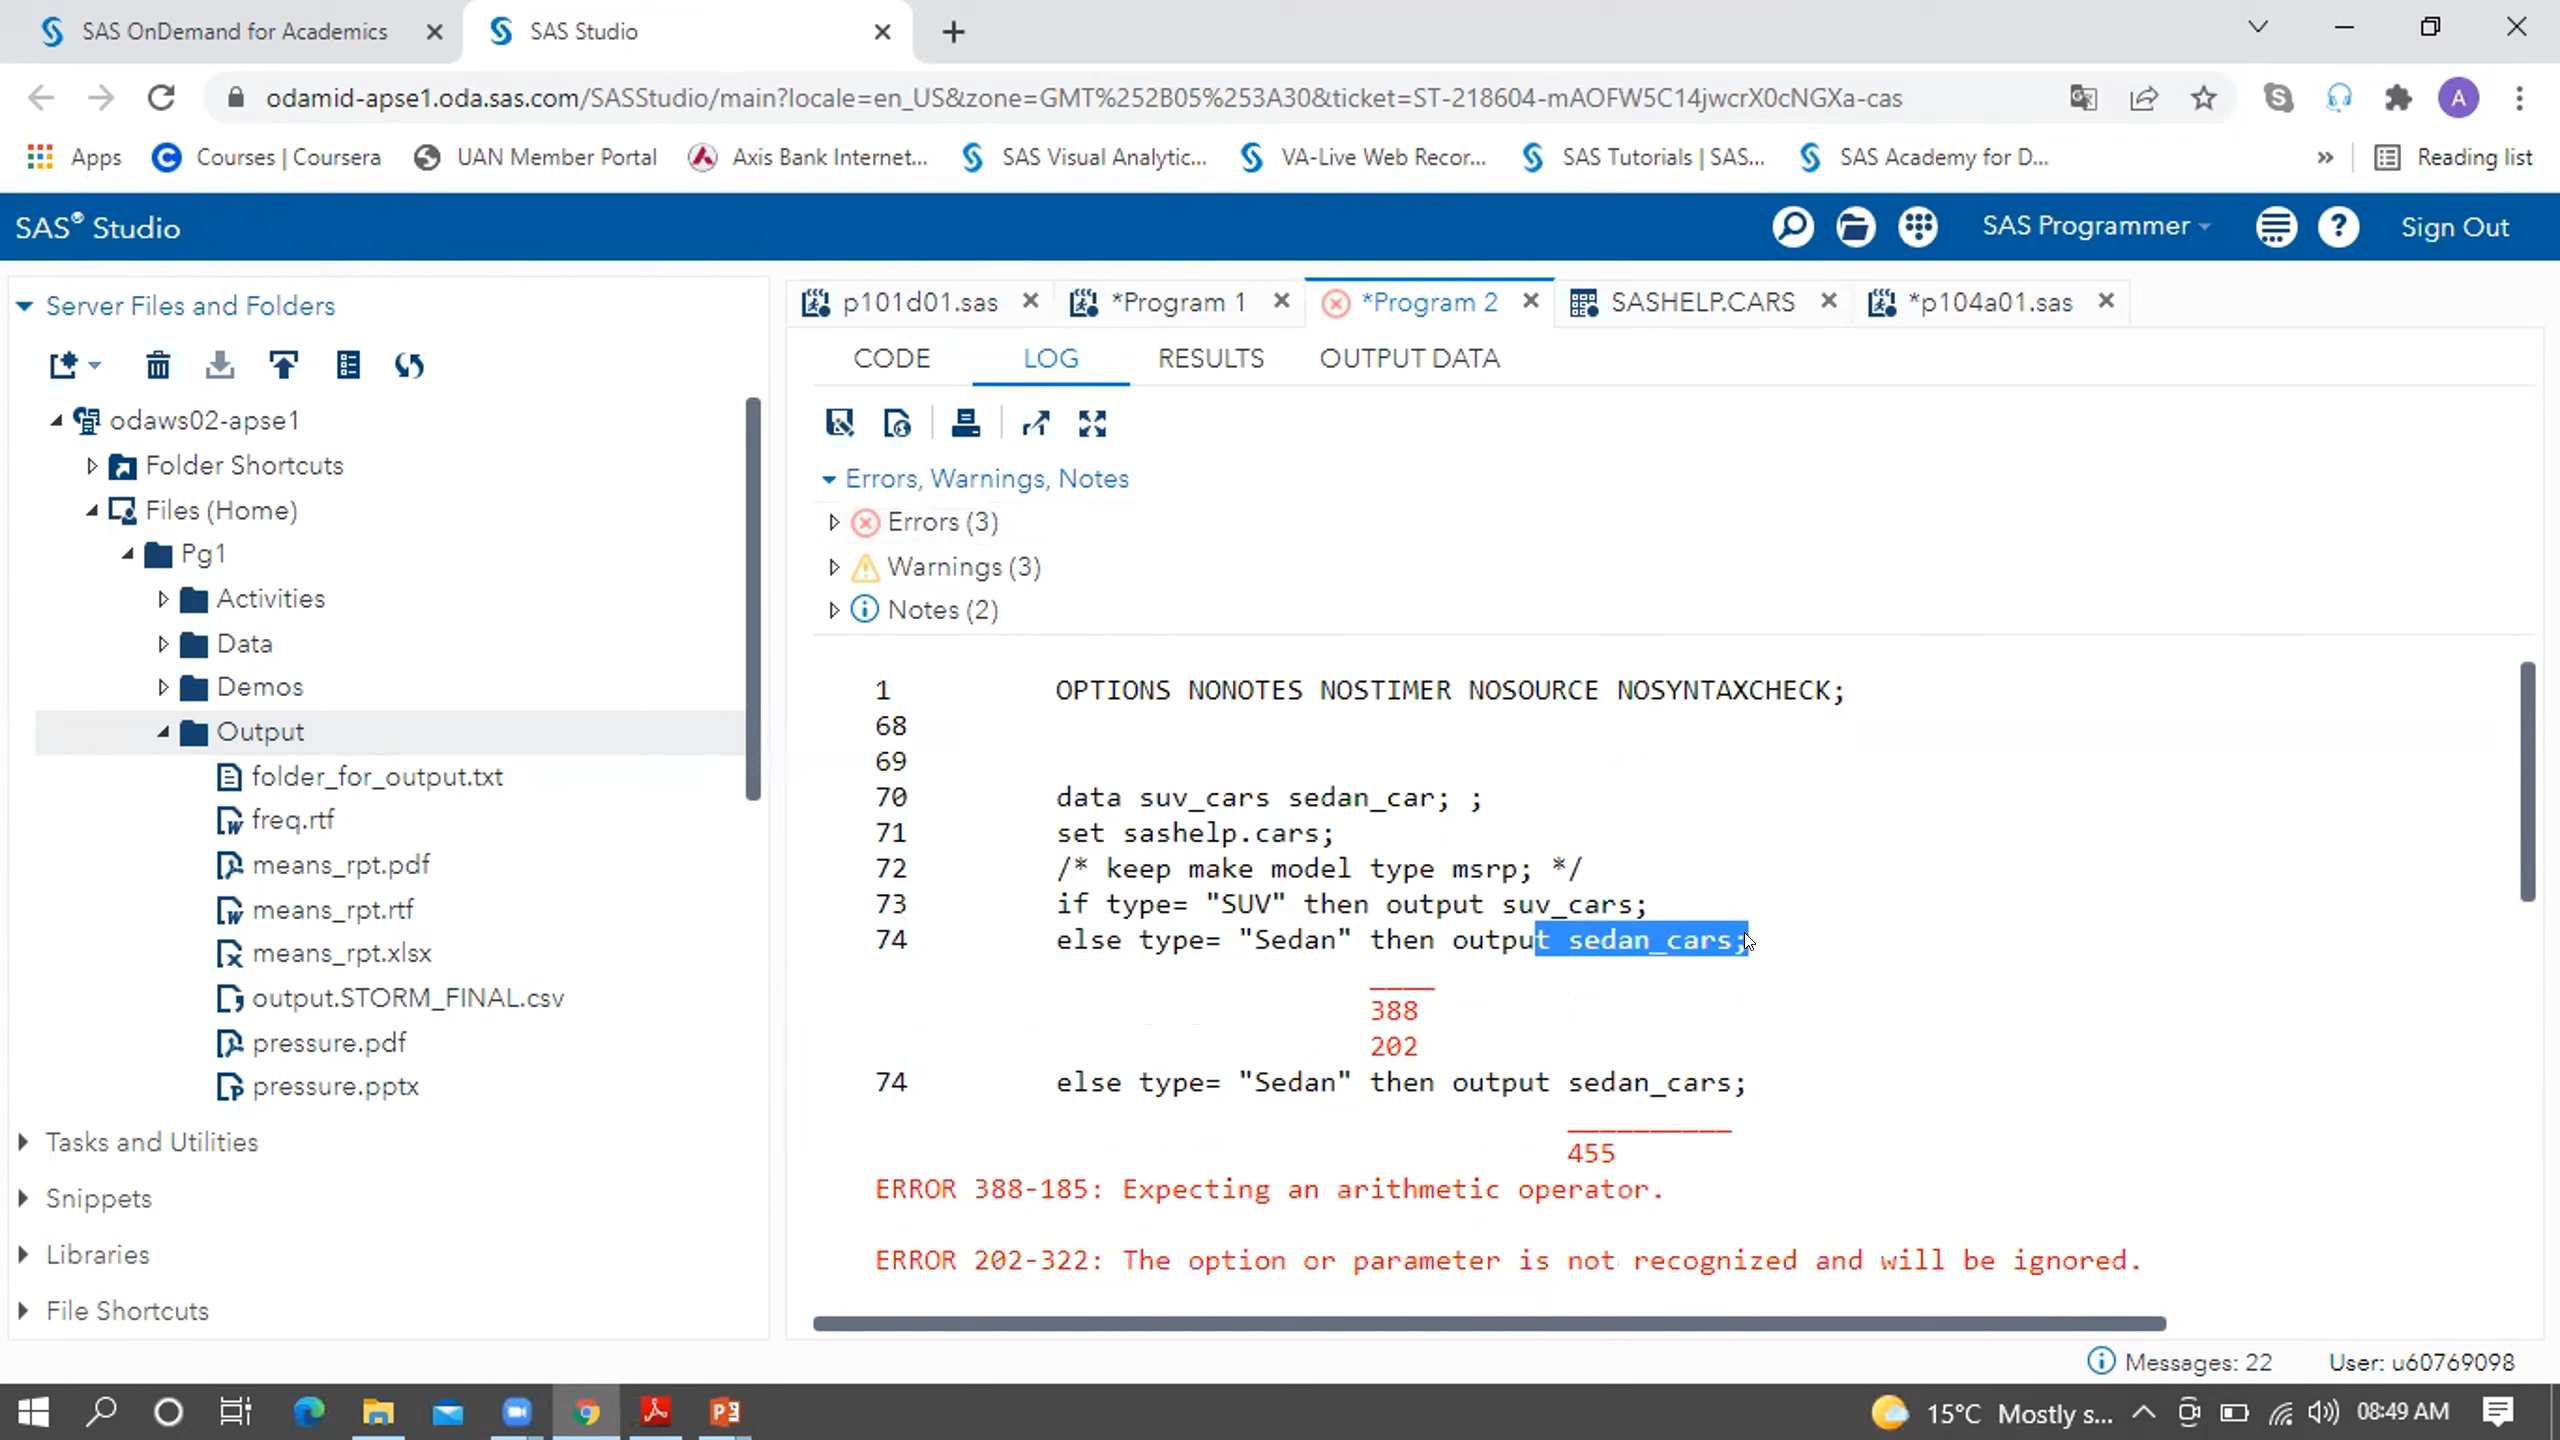 SAS OnDemand for Academics
SAS Studio
odamid-apse1.oda.sas.com/SASStudio/main?locale=en_US&zone=GMT%252B05%253A30&ticket=ST-218604-mAOFW5C14jwcrX0cNGXa-cas
A
Apps
Courses | Coursera
UAN Member Portal
Axis Bank Internet...
SAS Visual Analytic...
VA-Live Web Recor...
SAS Tutorials | SAS...
SAS Academy for D...
»
Reading list
SAS® Studio
SAS Programmer
Sign Out
Server Files and Folders
odaws02-apse1
Folder Shortcuts
Files (Home)
Pg1
Activities
Data
Demos
Output
folder_for_output.txt
freq.rtf
means_rpt.pdf
means_rpt.rtf
means_rpt.xlsx
output.STORM_FINAL.csv
pressure.pdf
pressure.pptx
Tasks and Utilities
Snippets
Libraries
File Shortcuts
p101d01.sas
*Program 1
*Program 2
SASHELP.CARS
*p104a01.sas
CODE
LOG
RESULTS
OUTPUT DATA
Errors, Warnings, Notes
Errors (3)
Warnings (3)
Notes (2)
1 OPTIONS NONOTES NOSTIMER NOSOURCE NOSYNTAXCHECK;
68
69
70 data suv_cars sedan_car; ;
71 set sashelp.cars;
72 /* keep make model type msrp; */
73 if type= "SUV" then output suv_cars;
74 else type= "Sedan" then output sedan_cars;
____
388
202
74 else type= "Sedan" then output sedan_cars;
__________
455
ERROR 388-185: Expecting an arithmetic operator.
ERROR 202-322: The option or parameter is not recognized and will be ignored.
Messages: 22
User: u60769098
15°C Mostly s...
08:49 AM